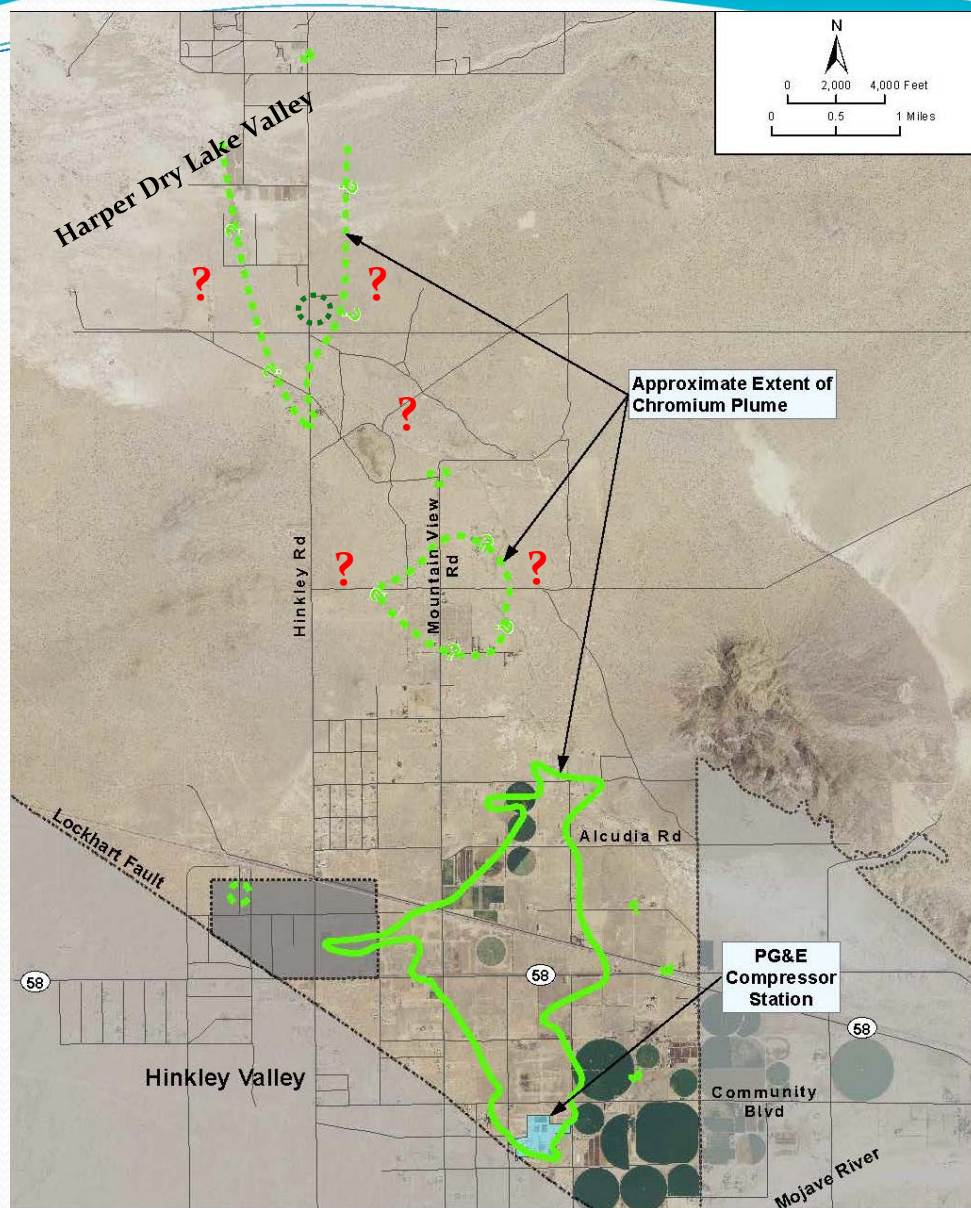 N
0 2,000 4,000 Feet
0 0.5 1 Miles
Harper Dry Lake Valley
?
?
?
?
?
?
?
?
?
Approximate Extent of
Chromium Plume
?
?
?
?
?
?
Hinkley Rd
Mountain View
Rd
Lockhart Fault
Alcudia Rd
58
58
58
PG&E
Compressor
Station
Hinkley Valley
Community
Blvd
Mojave River